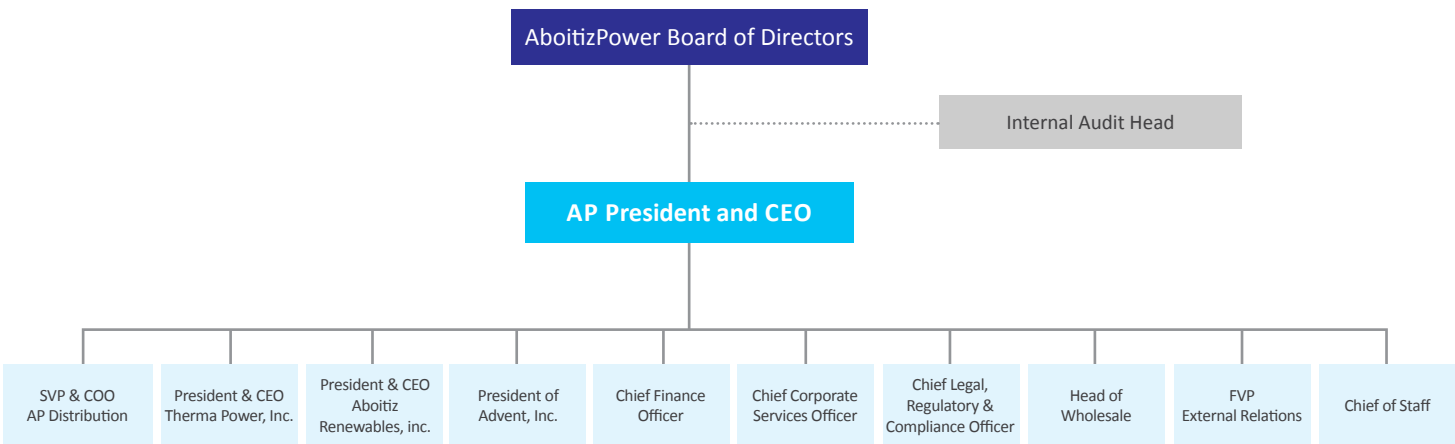 AboitizPower Board of Directors
Internal Audit Head
AP President and CEO
SVP & COO
AP Distribution
President & CEO
Therma Power, Inc.
President & CEO
Aboitiz
Renewables, inc.
President of
Advent, Inc.
Chief Finance
Officer
Chief Corporate
Services Officer
Chief Legal,
Regulatory &
Compliance Officer
Head of
Wholesale
FVP
External Relations
Chief of Staff